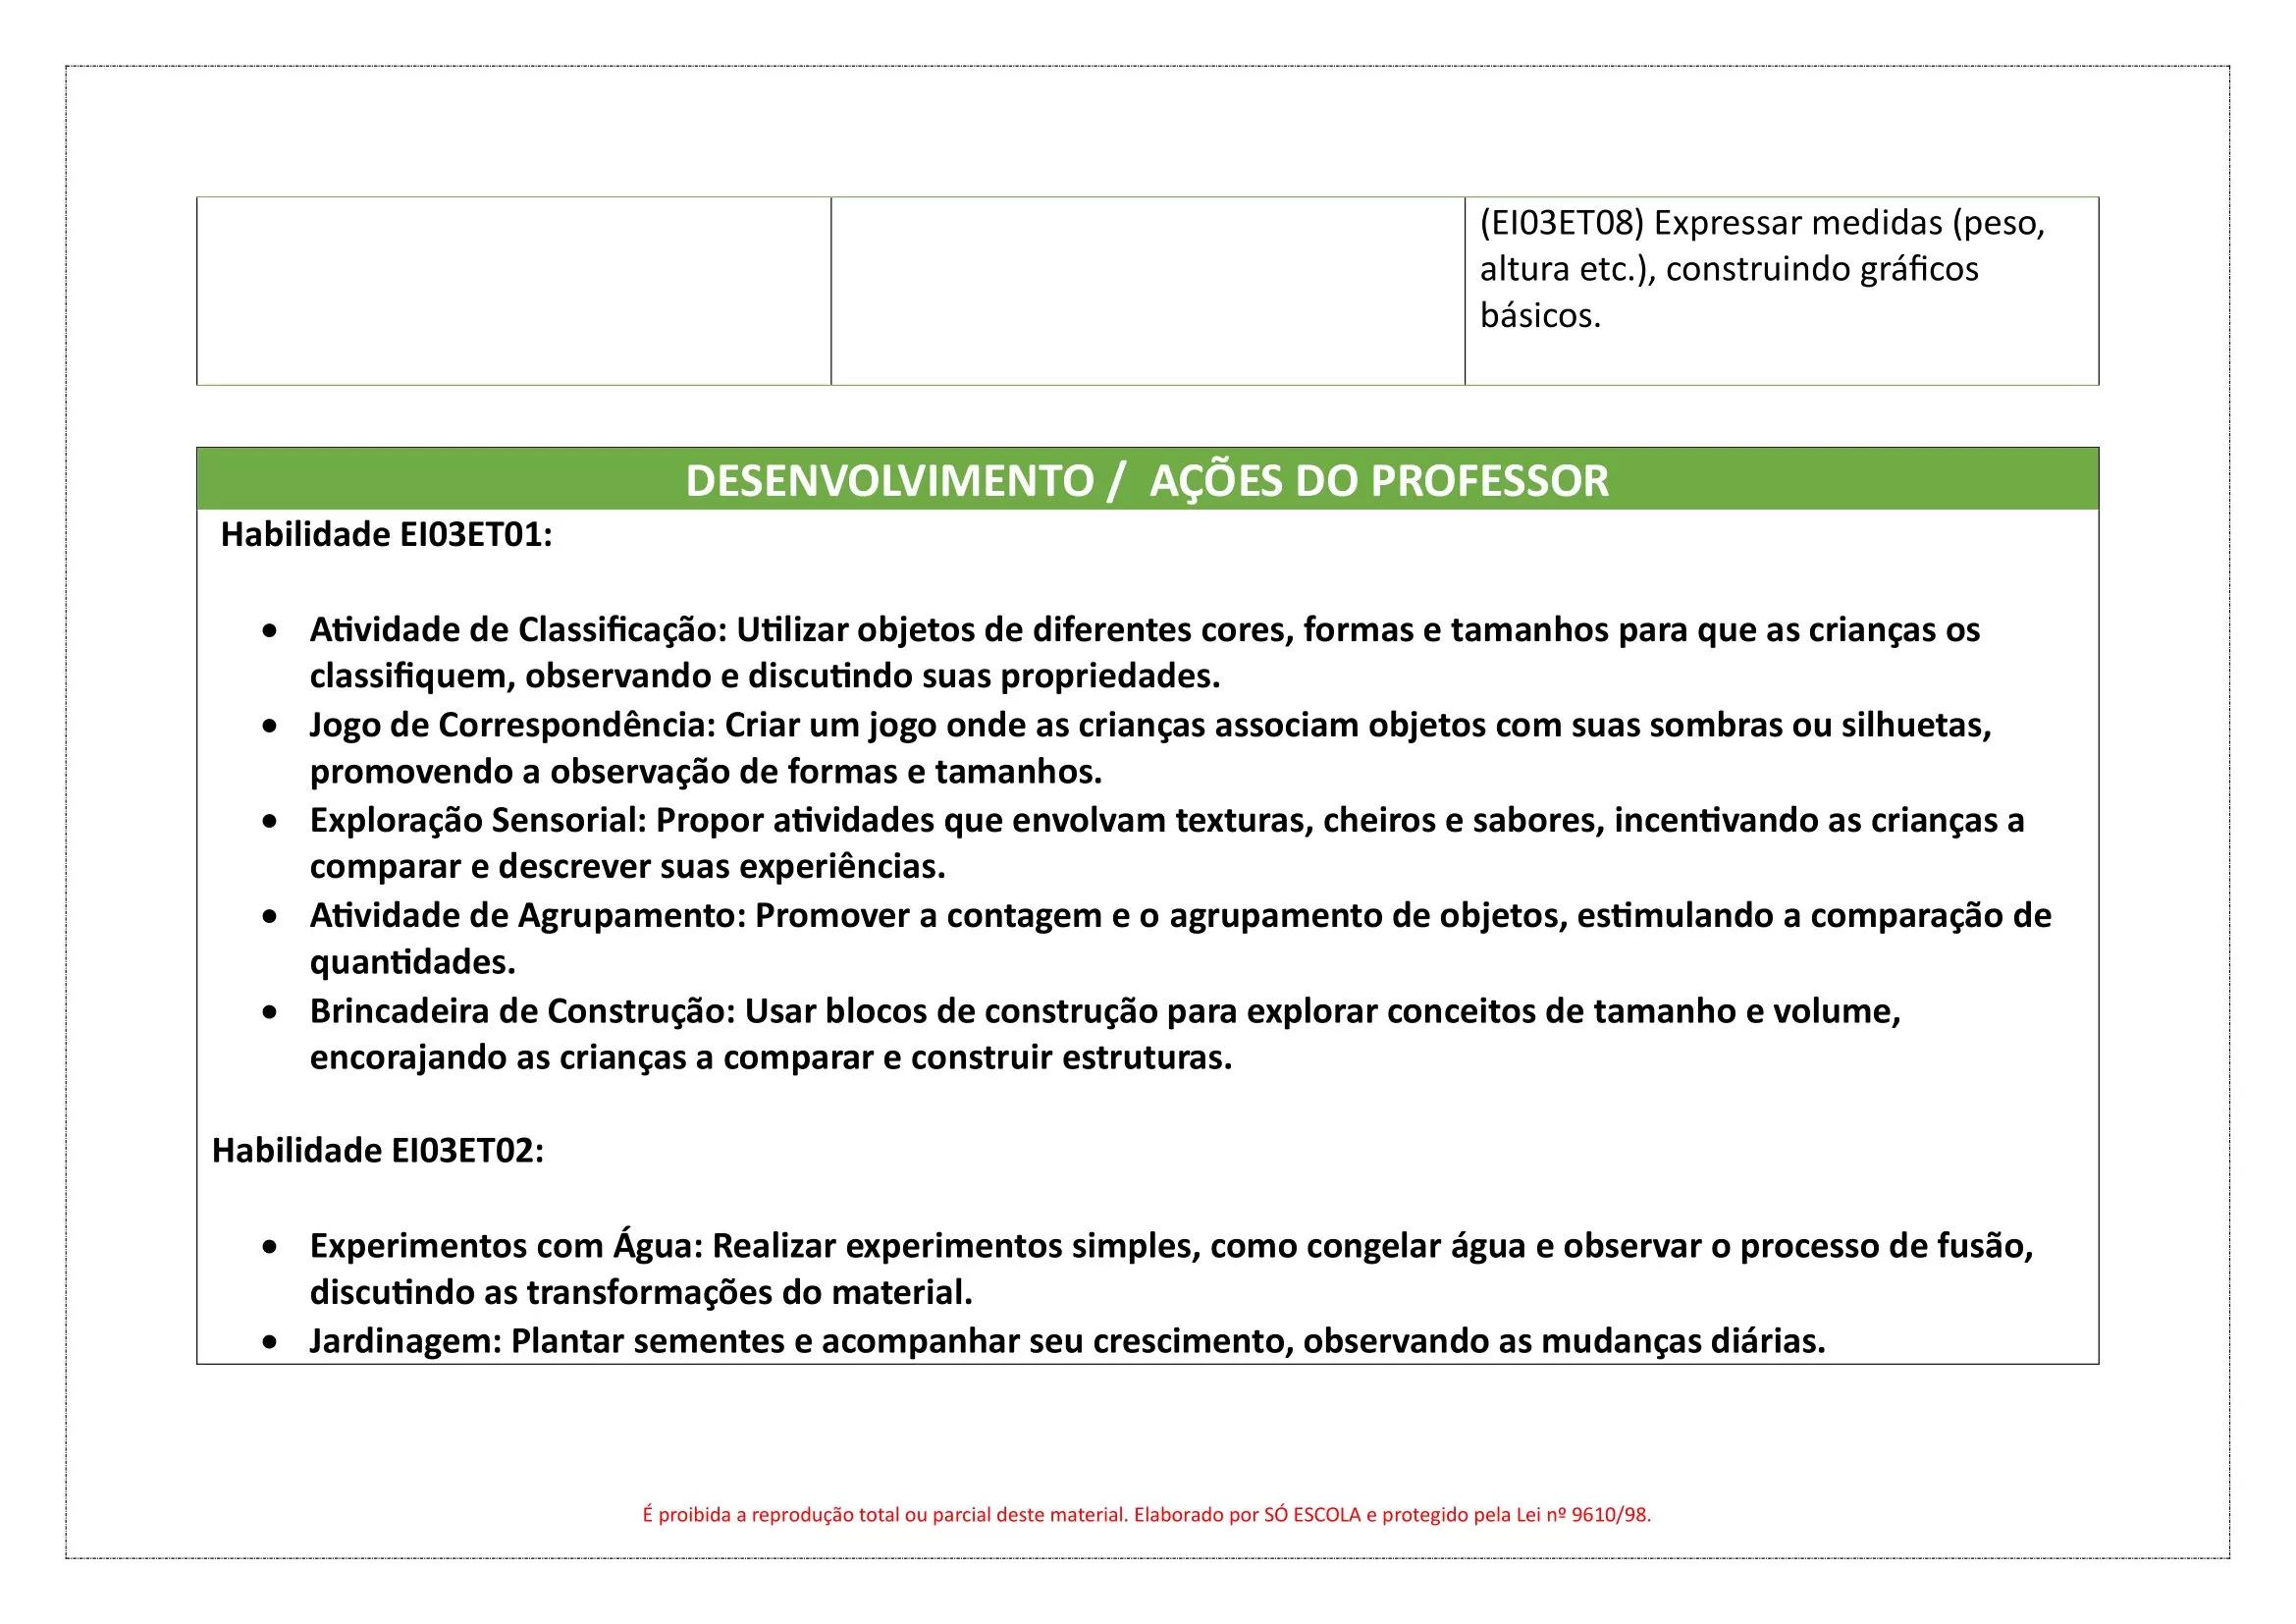 (EI03ET08) Expressar medidas (peso,
altura etc.), construindo gráficos
básicos.
DESENVOLVIMENTO /  AÇÕES DO PROFESSOR
Habilidade EI03ET01:
• Atividade de Classificação: Utilizar objetos de diferentes cores, formas e tamanhos para que as crianças os
classifiquem, observando e discutindo suas propriedades.
• Jogo de Correspondência: Criar um jogo onde as crianças associam objetos com suas sombras ou silhuetas,
promovendo a observação de formas e tamanhos.
• Exploração Sensorial: Propor atividades que envolvam texturas, cheiros e sabores, incentivando as crianças a
comparar e descrever suas experiências.
• Atividade de Agrupamento: Promover a contagem e o agrupamento de objetos, estimulando a comparação de
quantidades.
• Brincadeira de Construção: Usar blocos de construção para explorar conceitos de tamanho e volume,
encorajando as crianças a comparar e construir estruturas.
Habilidade EI03ET02:
• Experimentos com Água: Realizar experimentos simples, como congelar água e observar o processo de fusão,
discutindo as transformações do material.
• Jardinagem: Plantar sementes e acompanhar seu crescimento, observando as mudanças diárias.
É proibida a reprodução total ou parcial deste material. Elaborado por SÓ ESCOLA e protegido pela Lei nº 9610/98.